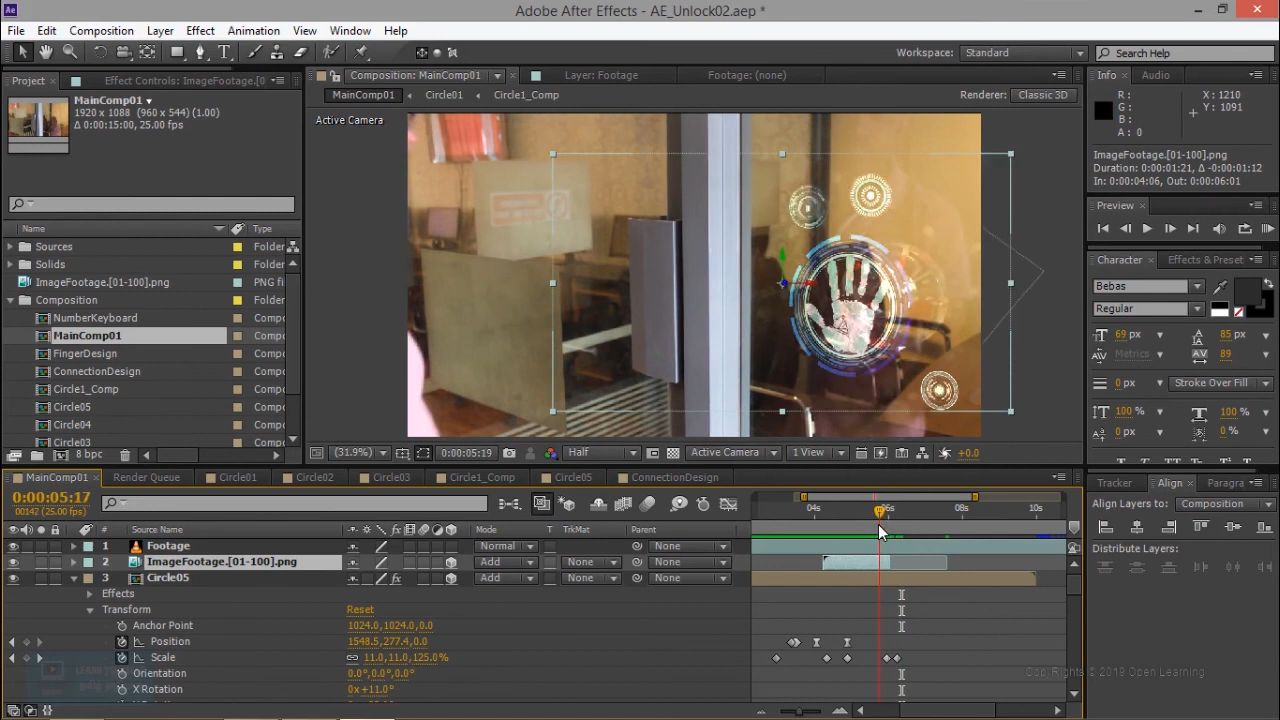 Ae Adobe After Effects - AE_Unlock02.aep *
File Edit Composition Layer Effect Animation View Window Help
Workspace: Standard Search Help
Project Effect Controls: ImageFootage.[0
MainComp01
1920 x 1088 (960 x 544) (1.00)
Δ 0:00:15:00, 25.00 fps
Name Type
Sources Folder
Solids Folder
ImageFootage.[01-100].png PNG fi
Composition Folder
NumberKeyboard Compo
MainComp01 Compo
FingerDesign Compo
ConnectionDesign Compo
Circle1_Comp Compo
Circle05 Compo
Circle04 Compo
Circle03 Compo
8 bpc
Composition: MainComp01 Layer: Footage Footage: (none)
MainComp01 Circle01 Circle1_Comp Renderer: Classic 3D
Active Camera
(31.9%) 0:00:05:19 Half Active Camera 1 View +0.0
Info Audio
R: X: 1210
G: Y: 1091
B:
A: 0
ImageFootage.[01-100].png
Duration: 0:00:01:21, Δ -0:00:01:12
In: 0:00:04:06, Out: 0:00:06:01
Preview
Character Effects & Preset
Bebas
Regular
69 px 85 px
Metrics 89
0 px Stroke Over Fill
100 % 100 %
0 px 0 %
Tracker Align Paragra
Align Layers to: Composition
Distribute Layers:
MainComp01 Render Queue Circle01 Circle02 Circle03 Circle1_Comp Circle05 ConnectionDesign
0:00:05:17
00142 (25.00 fps)
04s 06s 08s 10s
# Source Name Mode T TrkMat Parent
1 Footage Normal None
2 ImageFootage.[01-100].png Add None None
3 Circle05 Add None None
Effects
Transform Reset
Anchor Point 1024.0,1024.0,0.0
Position 1548.5,277.4,0.0
Scale 11.0,11.0,125.0%
Orientation 0.0°,0.0°,0.0°
X Rotation 0x+11.0°
Cop Rights © 2019 Open Learning